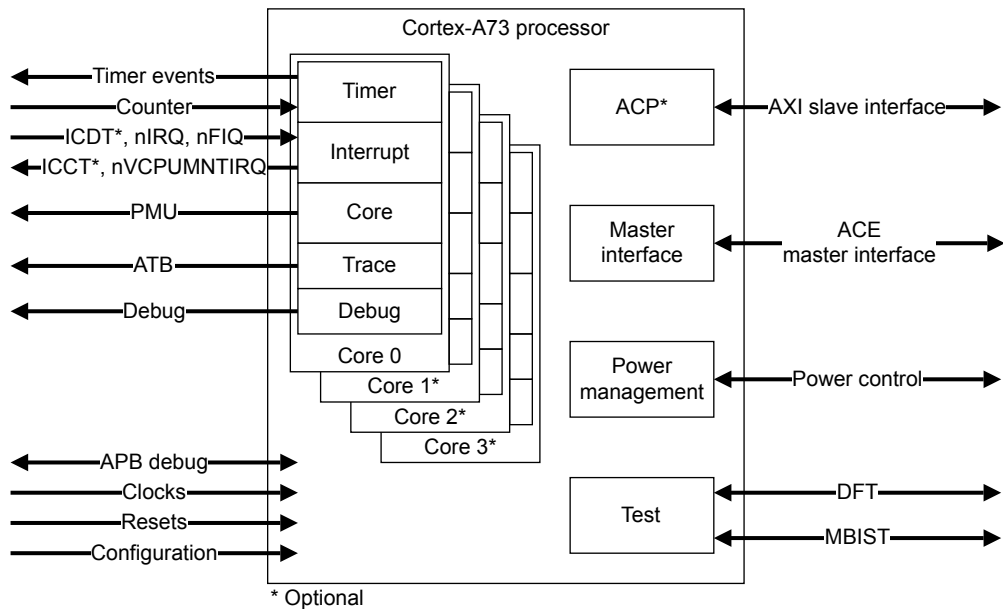 Cortex-A73 processor
Timer events
Counter
ICDT*, nIRQ, nFIQ
ICCT*, nVCPUMNTIRQ
PMU
ATB
Debug
Timer
Interrupt
Core
Trace
Debug
Core 0
Core 1*
Core 2*
Core 3*
APB debug
Clocks
Resets
Configuration
ACP*
AXI slave interface
Master
interface
ACE
master interface
Power
management
Power control
Test
DFT
MBIST
* Optional